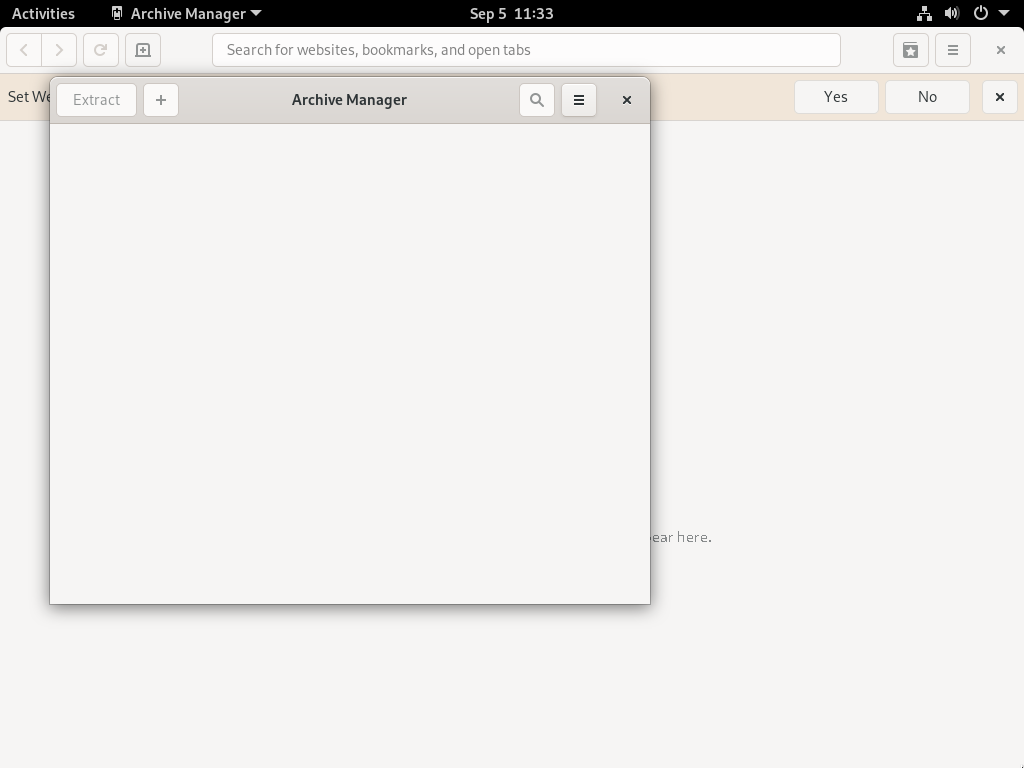 Activities Archive Manager Sep 5 11:33
Search for websites, bookmarks, and open tabs
Set We Yes No
Extract Archive Manager
ear here.